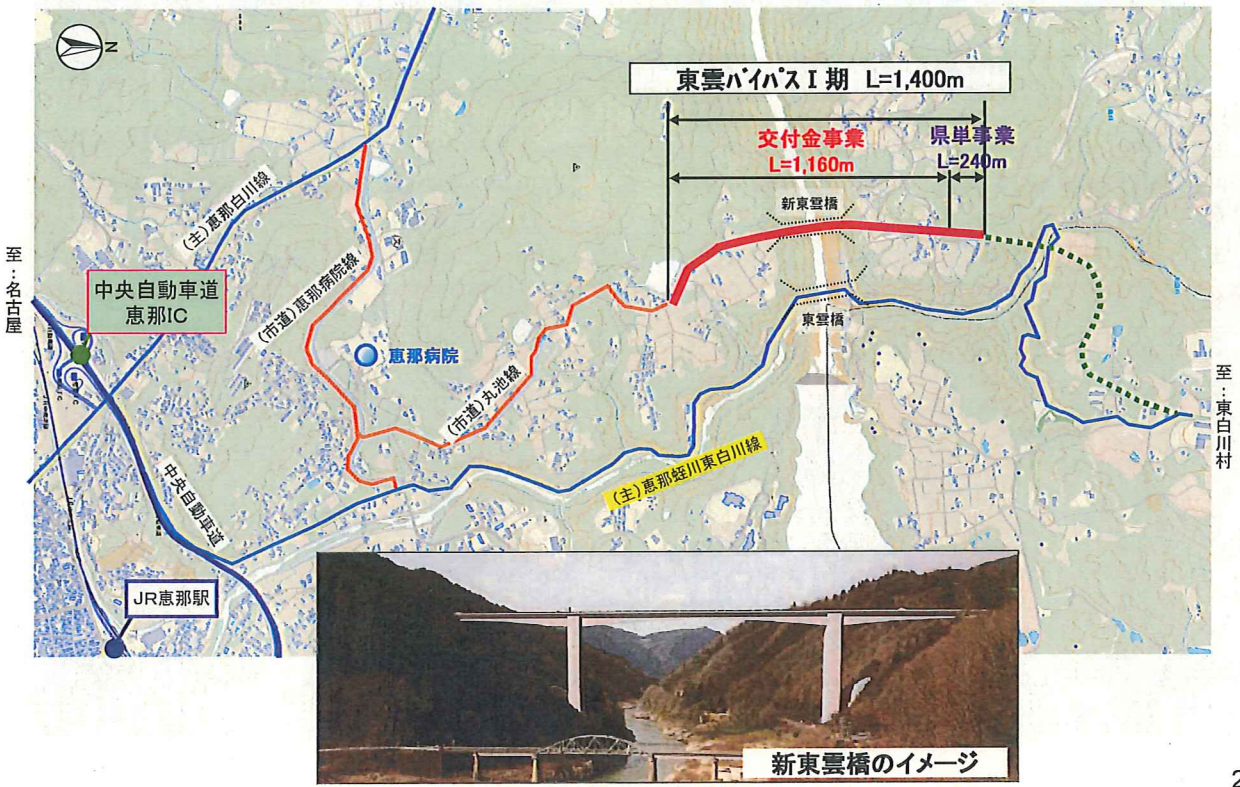 N
東雲バイパスⅠ期 L=1,400m
交付金事業
L=1,160m
県単事業
L=240m
新東雲橋
(主)恵那白川線
至:名古屋
中央自動車道
恵那IC
(市道)恵那病院線
恵那病院
東雲橋
(市道)丸池線
至:東白川村
(主)恵那蛭川東白川線
中央自動車道
JR恵那駅
新東雲橋のイメージ
2